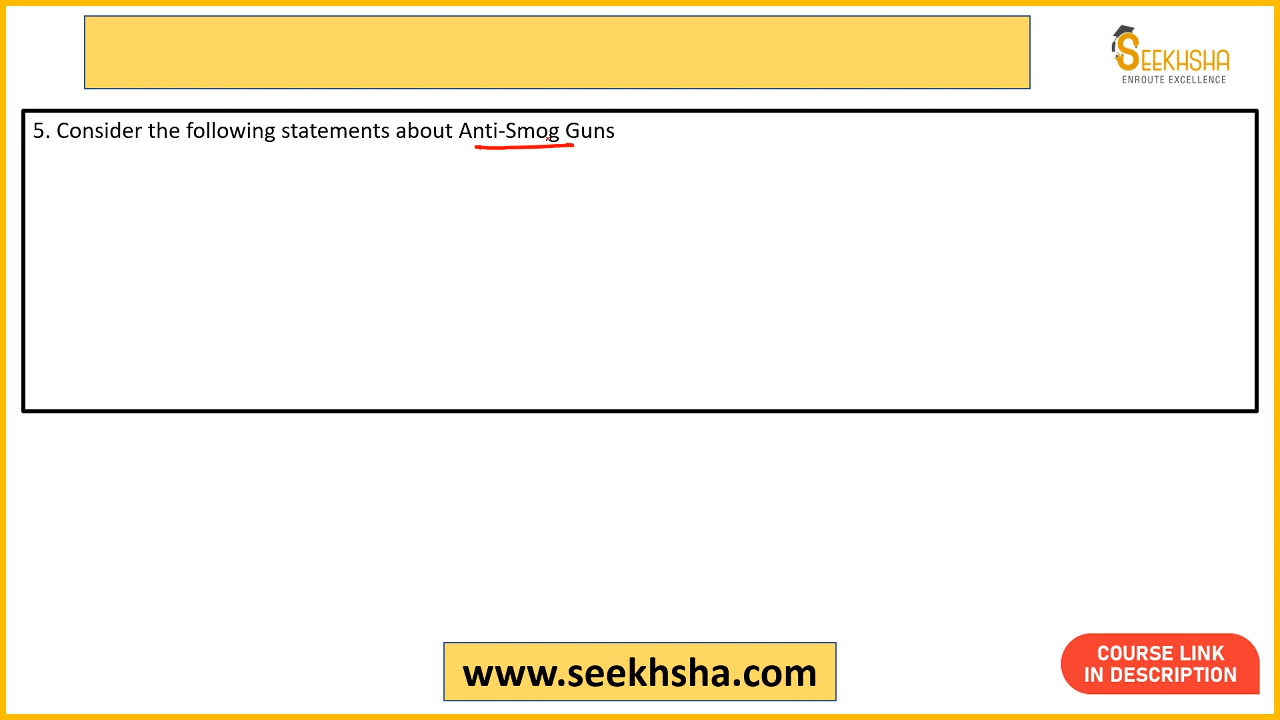 SEEKHSHA
ENROUTE EXCELLENCE
5. Consider the following statements about Anti-Smog Guns
www.seekhsha.com
COURSE LINK
IN DESCRIPTION